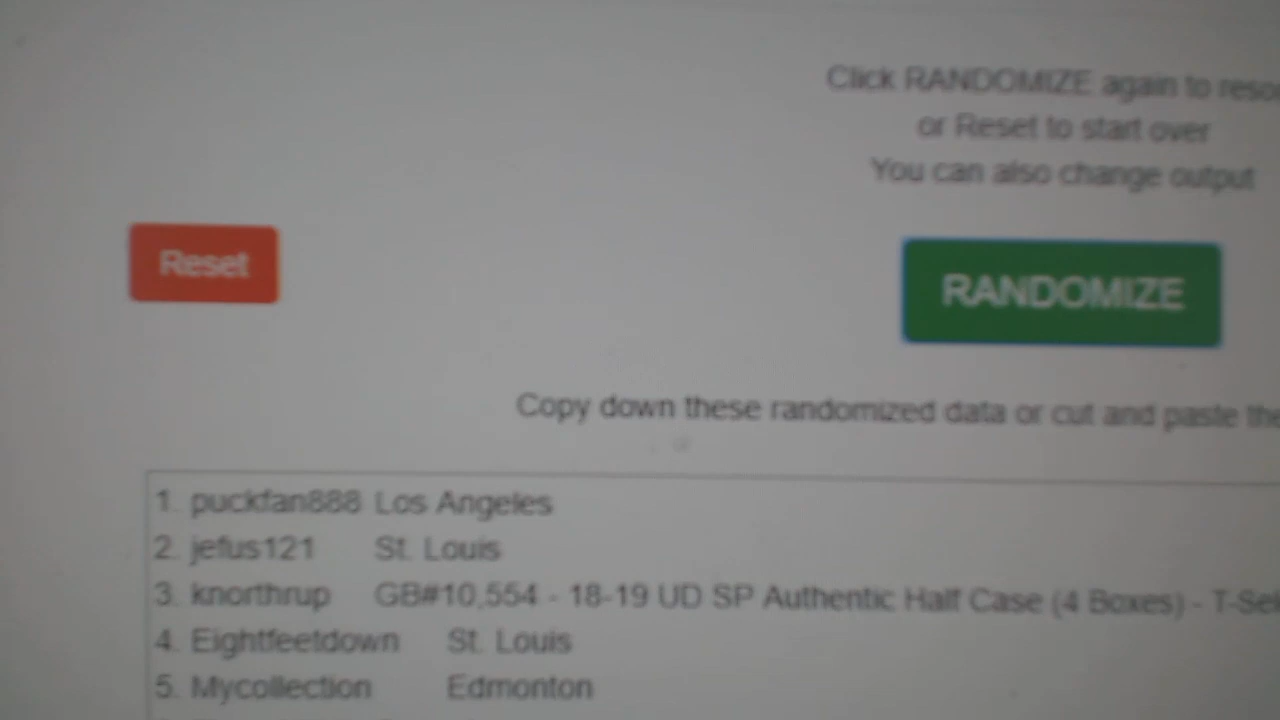 Click RANDOMIZE again to
or Reset to start over
You can also change output
Reset
RANDOMIZE
Copy down these randomized data or cut and paste
1. puckfan888 Los Angeles
2. jefus121 St. Louis
3. knorthrup GB#10,554 - 18-19 UD SP Authentic Half Case (4 Boxes) -
4. Eightfeetdown St. Louis
5. Mycollection Edmonton